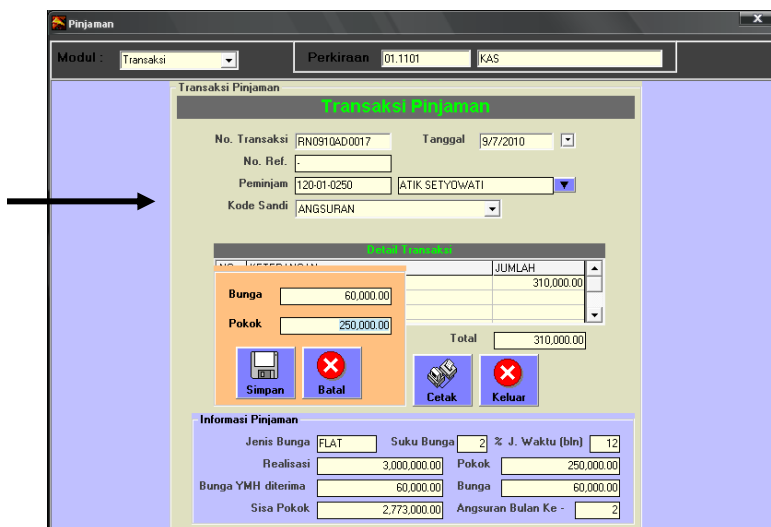 Pinjaman
Modul : Transaksi Perkiraan 01.1101 KAS
Transaksi Pinjaman
Transaksi Pinjaman
No. Transaksi RN0910AD0017 Tanggal 9/7/2010
No. Ref. -
Peminjam 120-01-0250 ATIK SETYOWATI
Kode Sandi ANGSURAN
Detail Transaksi
JUMLAH
310,000.00
Bunga 60,000.00
Pokok 250,000.00
Total 310,000.00
Simpan Batal Cetak Keluar
Informasi Pinjaman
Jenis Bunga FLAT Suku Bunga 2 % J. Waktu (bln) 12
Realisasi 3,000,000.00 Pokok 250,000.00
Bunga YMH diterima 60,000.00 Bunga 60,000.00
Sisa Pokok 2,773,000.00 Angsuran Bulan Ke - 2